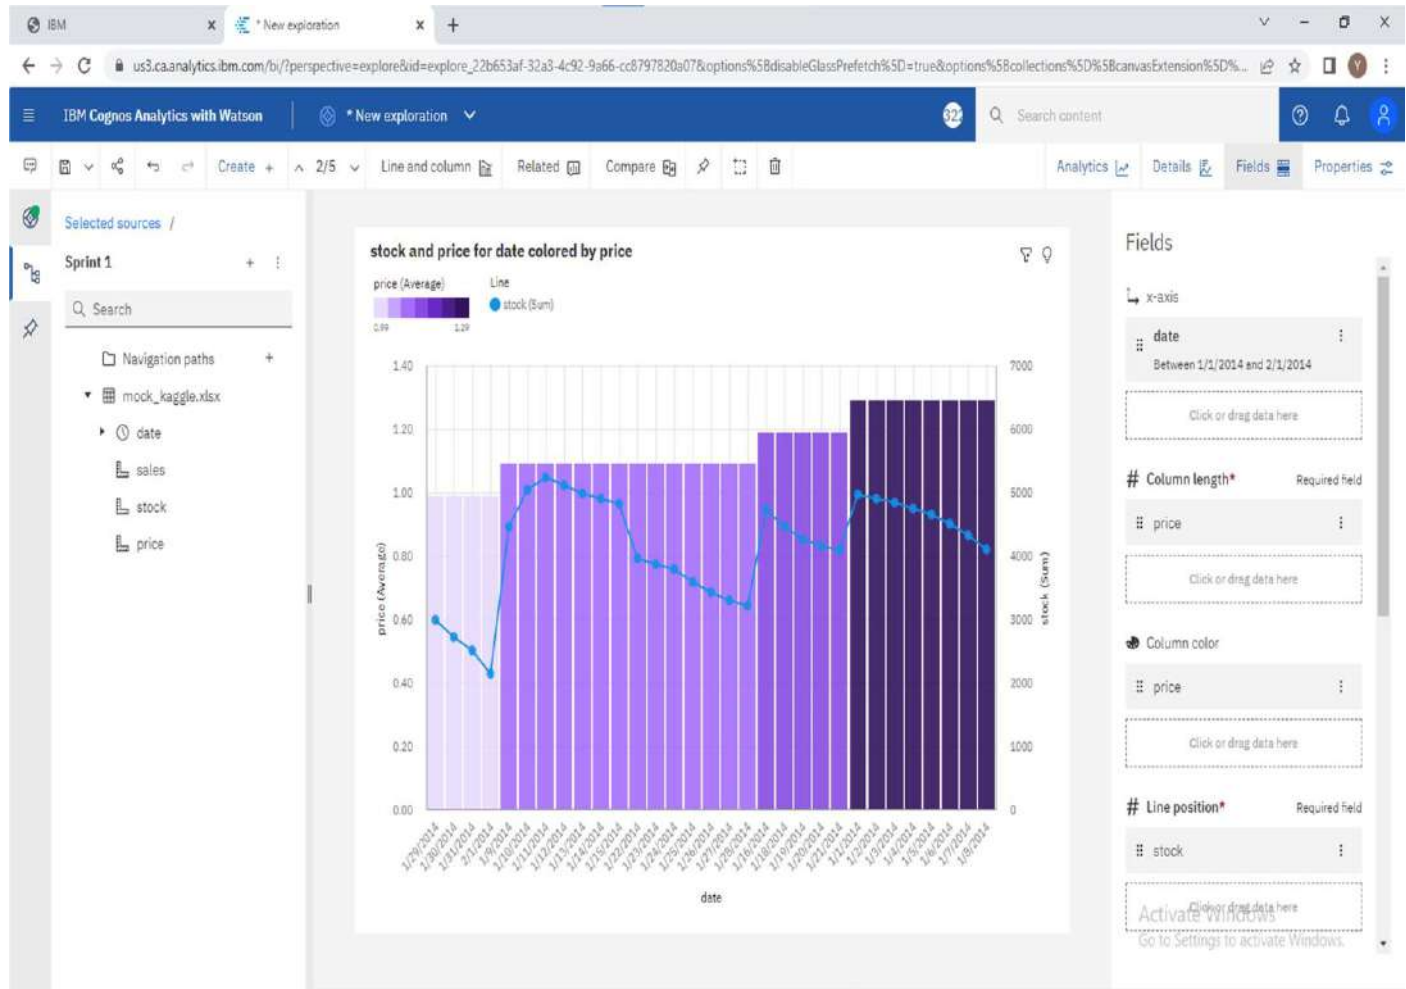 IBM
* New exploration
us3.ca.analytics.ibm.com/bi/?perspective=explore&id=explore_22b653af-32a3-4c92-9a66-cc8797820a07&options%5BdisableGlassPrefetch%5D=true&options%5Bcollections%5D%5BcanvasExtension%5D%...
Y
IBM Cognos Analytics with Watson
* New exploration
Search content
Create +
2/5
Line and column
Related
Compare
Analytics
Details
Fields
Properties
Selected sources /
Sprint 1
Search
Navigation paths
mock_kaggle.xlsx
date
sales
stock
price
stock and price for date colored by price
price (Average)
Line
stock (Sum)
0.99
1.29
1.40
1.20
1.00
0.80
0.60
0.40
0.20
0.00
price (Average)
7000
6000
5000
4000
3000
2000
1000
0
stock (Sum)
1/29/2014
1/30/2014
1/31/2014
2/1/2014
1/9/2014
1/10/2014
1/11/2014
1/12/2014
1/13/2014
1/14/2014
1/15/2014
1/22/2014
1/23/2014
1/24/2014
1/25/2014
1/26/2014
1/27/2014
1/28/2014
1/16/2014
1/18/2014
1/19/2014
1/20/2014
1/21/2014
1/1/2014
1/2/2014
1/3/2014
1/4/2014
1/5/2014
1/6/2014
1/7/2014
1/8/2014
date
Fields
x-axis
date
Between 1/1/2014 and 2/1/2014
Click or drag data here
# Column length*
Required field
price
Click or drag data here
Column color
price
Click or drag data here
# Line position*
Required field
stock
Click or drag data here
Activate Windows
Go to Settings to activate Windows.